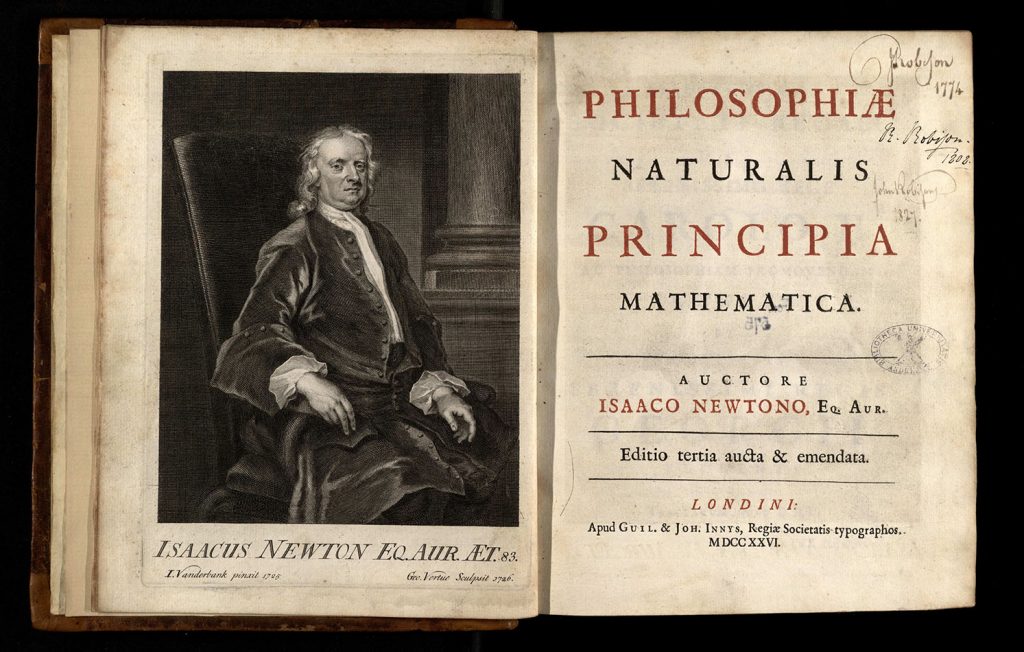 ISAACUS NEWTON EQ. AUR. ÆT. 83.
I. Vanderbank pinxit 1725
Geo. Vertue Sculpsit 1726.
J Robison
1774
PHILOSOPHIÆ
R. Robison.
1808.
NATURALIS
John Robison
1827.
PRINCIPIA
MATHEMATICA.
575
BIBLIOTHECA UNIVERSITATIS
AUCTORE
ISAACO NEWTONO, EQ. AUR.
Editio tertia aucta & emendata.
LONDINI:
Apud GUIL. & JOH. INNYS, Regiæ Societatis typographos.
MDCCXXVI.